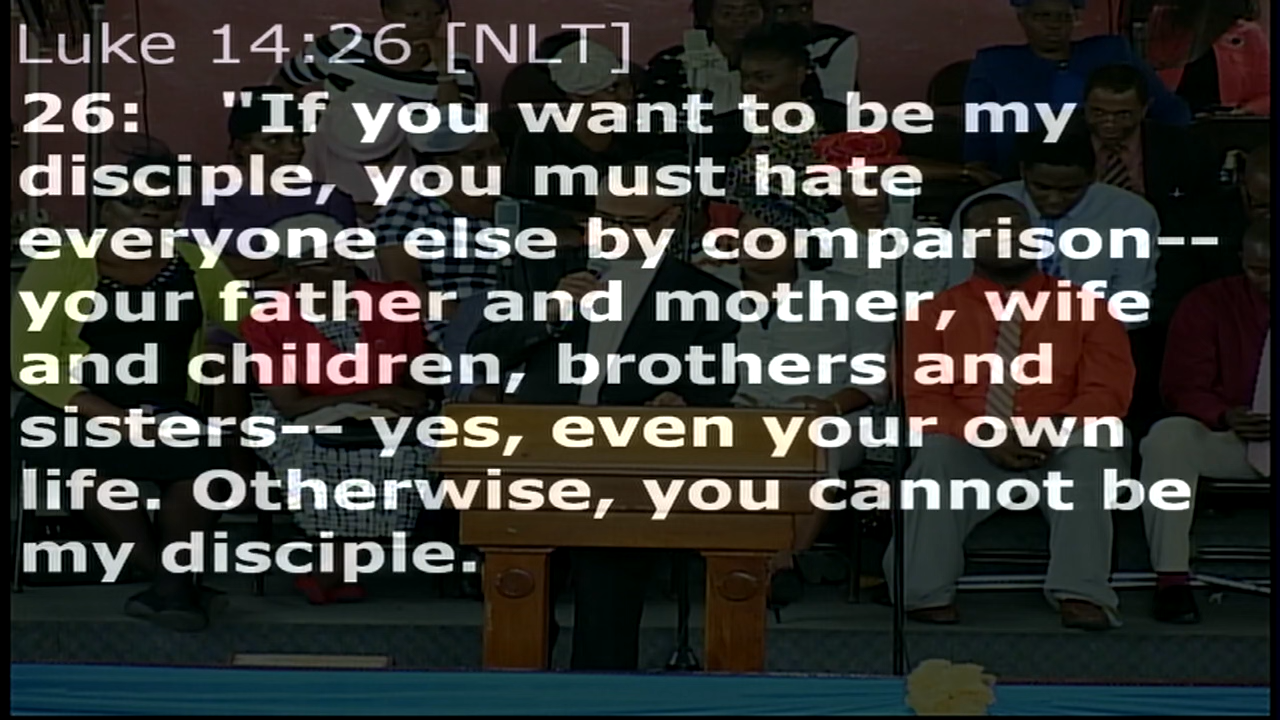 Luke 14:26 [NLT]
26: "If you want to be my
disciple, you must hate
everyone else by comparison--
your father and mother, wife
and children, brothers and
sisters-- yes, even your own
life. Otherwise, you cannot be
my disciple.